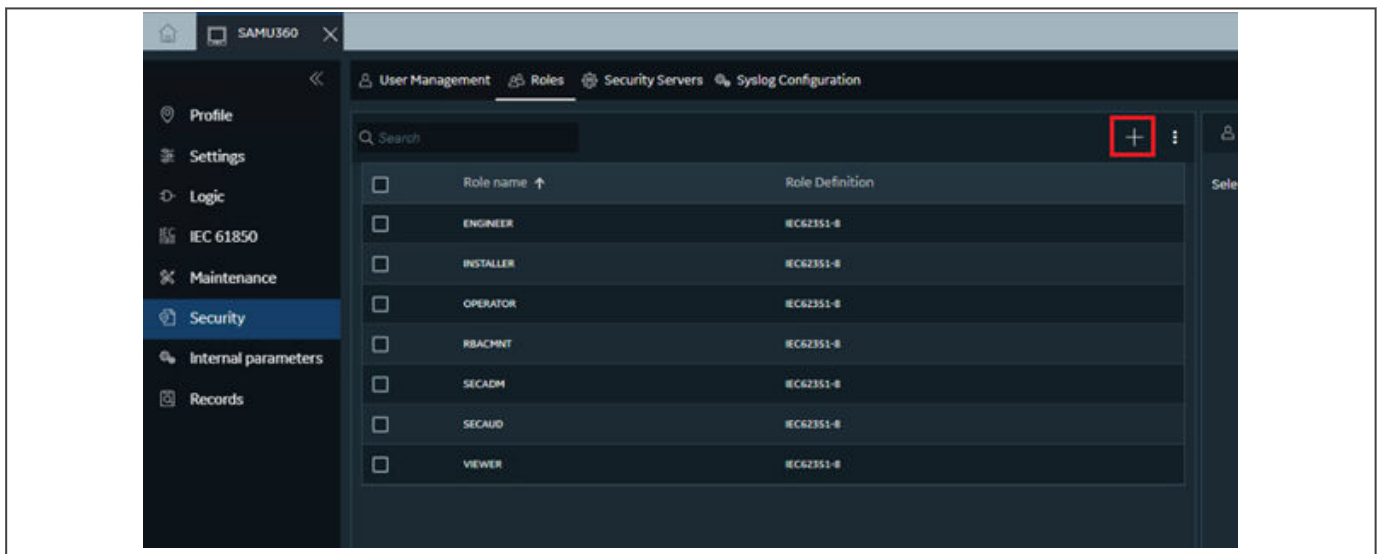 SAMU360
User Management Roles Security Servers Syslog Configuration
Profile
Settings
Logic
IEC 61850
Maintenance
Security
Internal parameters
Records
Search
Role name Role Definition
ENGINEER IEC62351-8
INSTALLER IEC62351-8
OPERATOR IEC62351-8
RBACMNT IEC62351-8
SECADM IEC62351-8
SECAUD IEC62351-8
VIEWER IEC62351-8
Sele